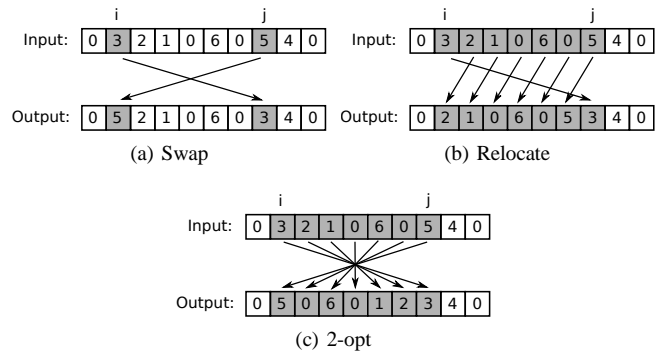 i j
Input: 0 3 2 1 0 6 0 5 4 0
Output: 0 5 2 1 0 6 0 3 4 0
(a) Swap
i j
Input: 0 3 2 1 0 6 0 5 4 0
Output: 0 2 1 0 6 0 5 3 4 0
(b) Relocate
i j
Input: 0 3 2 1 0 6 0 5 4 0
Output: 0 5 0 6 0 1 2 3 4 0
(c) 2-opt